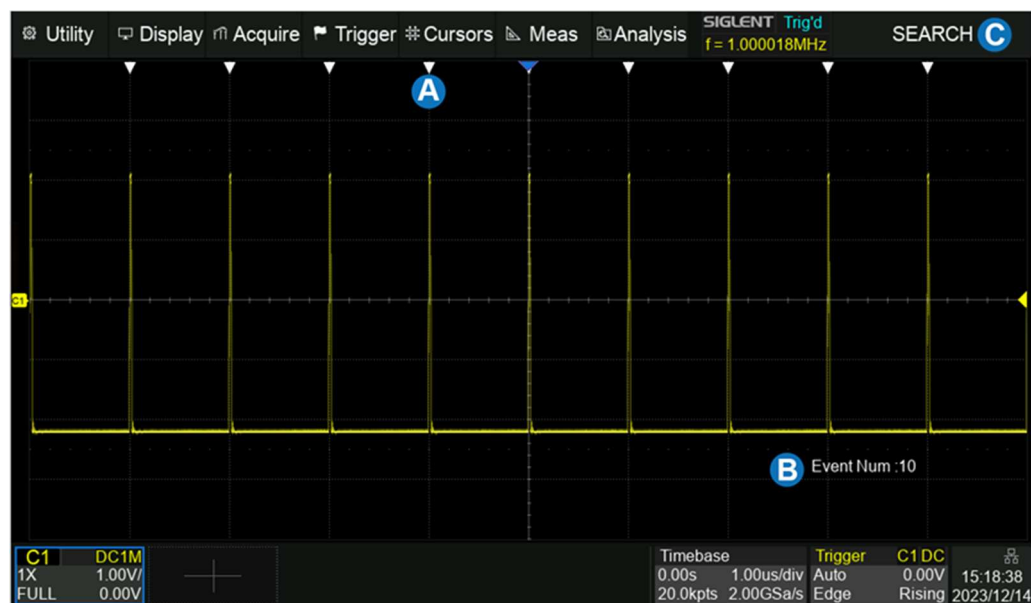 Utility Display Acquire Trigger Cursors Meas Analysis SIGLENT Trig'd SEARCH C
f = 1.000018MHz
A
C1
B Event Num :10
C1 DC1M Timebase Trigger C1 DC
1X 1.00V/ 0.00s 1.00us/div Auto 0.00V 15:18:38
FULL 0.00V 20.0kpts 2.00GSa/s Edge Rising 2023/12/14